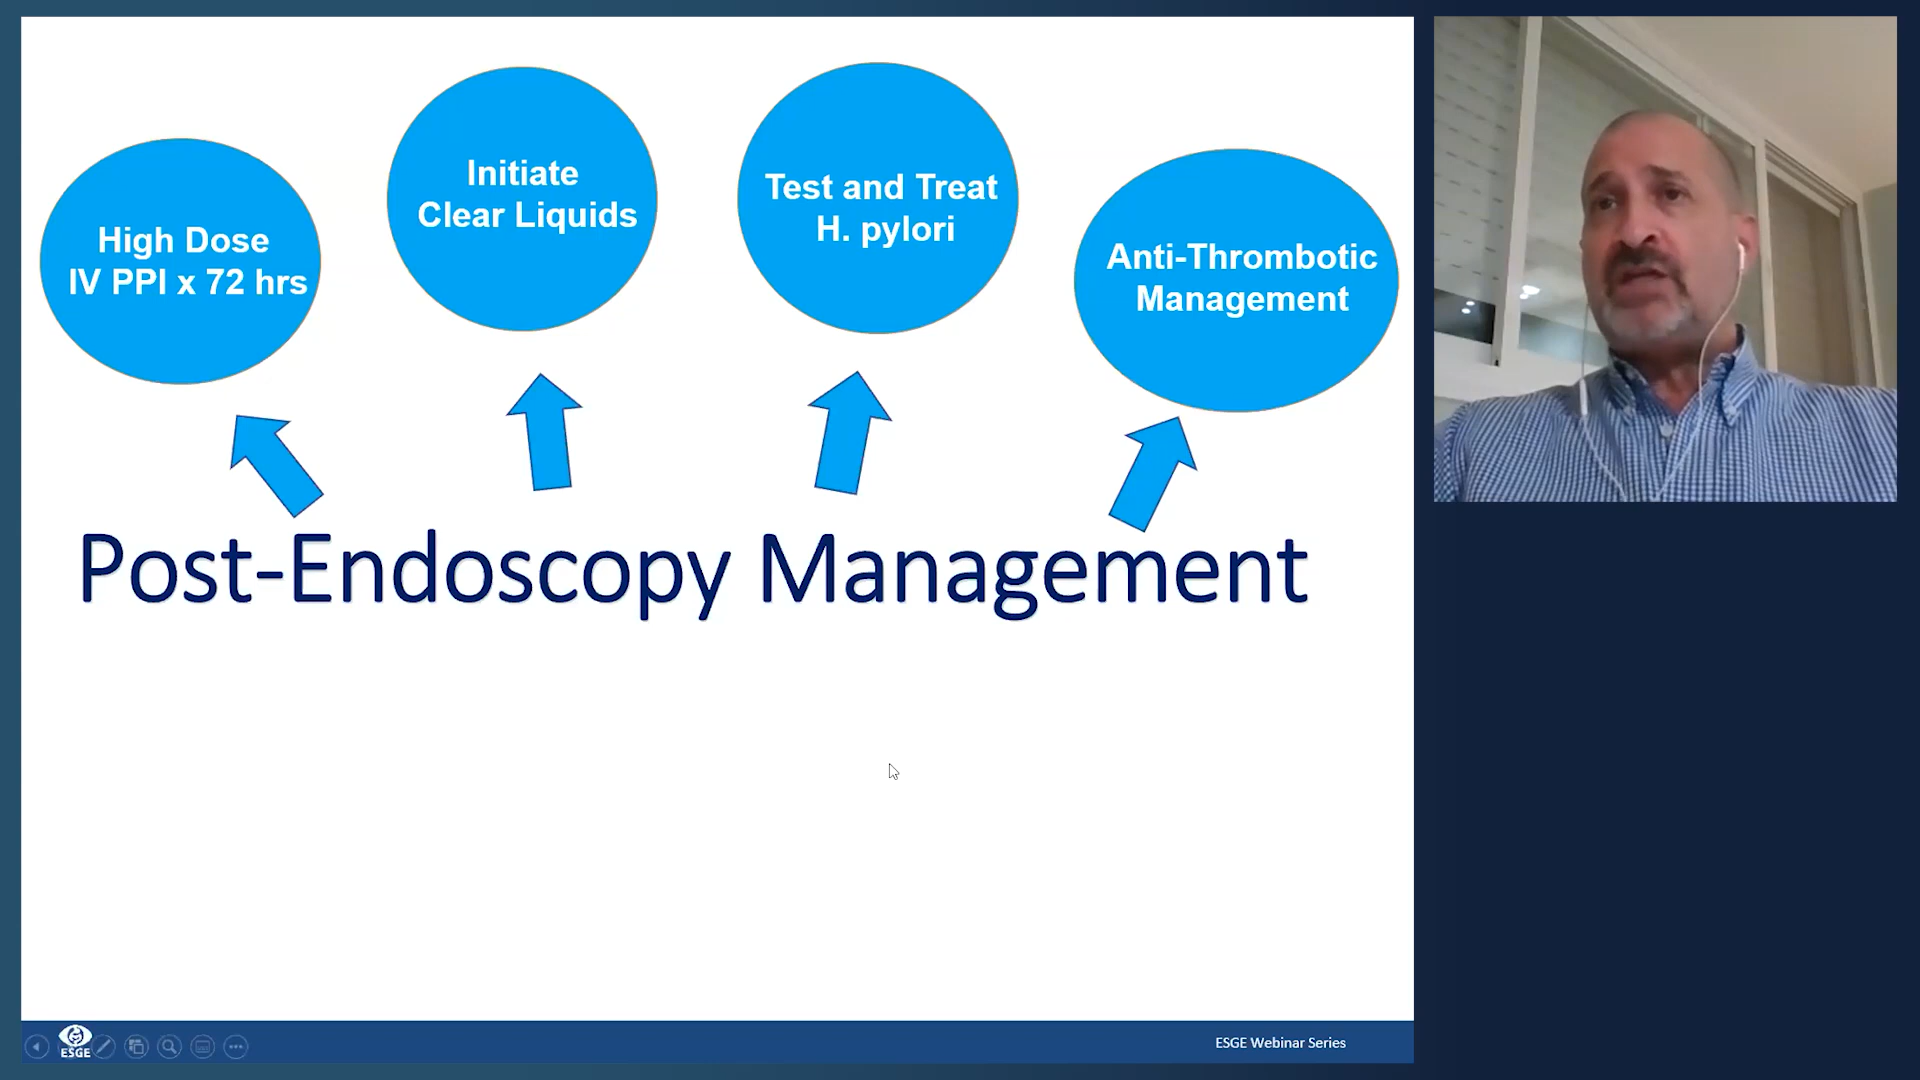 High Dose
IV PPI x 72 hrs
Initiate
Clear Liquids
Test and Treat
H. pylori
Anti-Thrombotic
Management
Post-Endoscopy Management
ESGE
ESGE Webinar Series